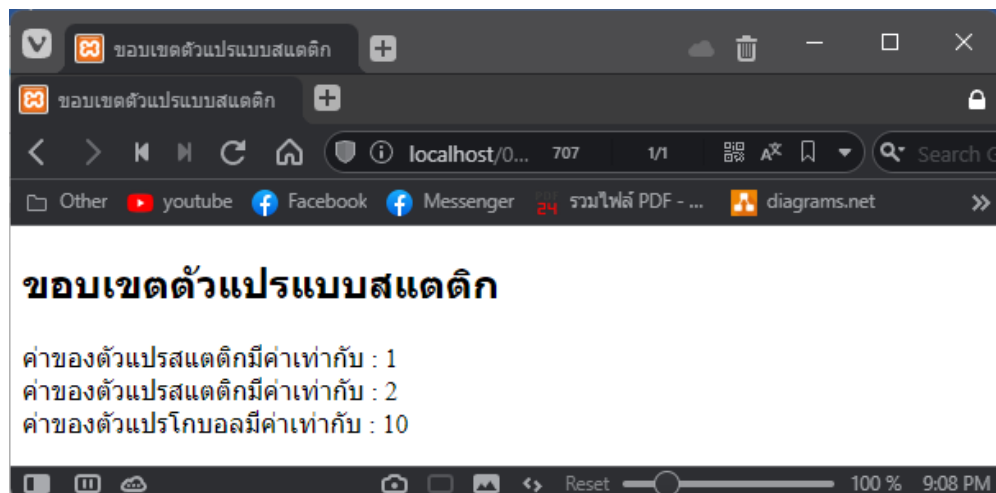 ขอบเขตตัวแปรแบบสแตติก
ขอบเขตตัวแปรแบบสแตติก
localhost/0... 707 1/1 Search
Other youtube Facebook Messenger PDF 24 รวมไฟล์ PDF - ... diagrams.net
ขอบเขตตัวแปรแบบสแตติก
ค่าของตัวแปรสแตติกมีค่าเท่ากับ : 1
ค่าของตัวแปรสแตติกมีค่าเท่ากับ : 2
ค่าของตัวแปรโกบอลมีค่าเท่ากับ : 10
Reset 100 % 9:08 PM